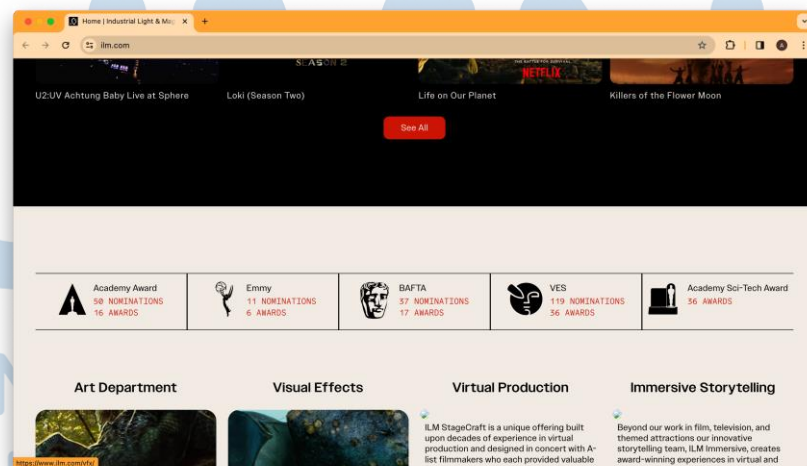 Home | Industrial Light & Mag
ilm.com
SEASON 2
THE BATTLE FOR SURVIVAL
NETFLIX
U2:UV Achtung Baby Live at Sphere
Loki (Season Two)
Life on Our Planet
Killers of the Flower Moon
See All
Academy Award
50 NOMINATIONS
16 AWARDS
Emmy
11 NOMINATIONS
6 AWARDS
BAFTA
37 NOMINATIONS
17 AWARDS
VES
119 NOMINATIONS
36 AWARDS
Academy Sci-Tech Award
36 AWARDS
Art Department
Visual Effects
Virtual Production
Immersive Storytelling
ILM StageCraft is a unique offering built
upon decades of experience in virtual
production and designed in concert with A-
list filmmakers who each provided valuable
Beyond our work in film, television, and
themed attractions our innovative
storytelling team, ILM Immersive, creates
award-winning experiences in virtual and
https://www.ilm.com/vfx/